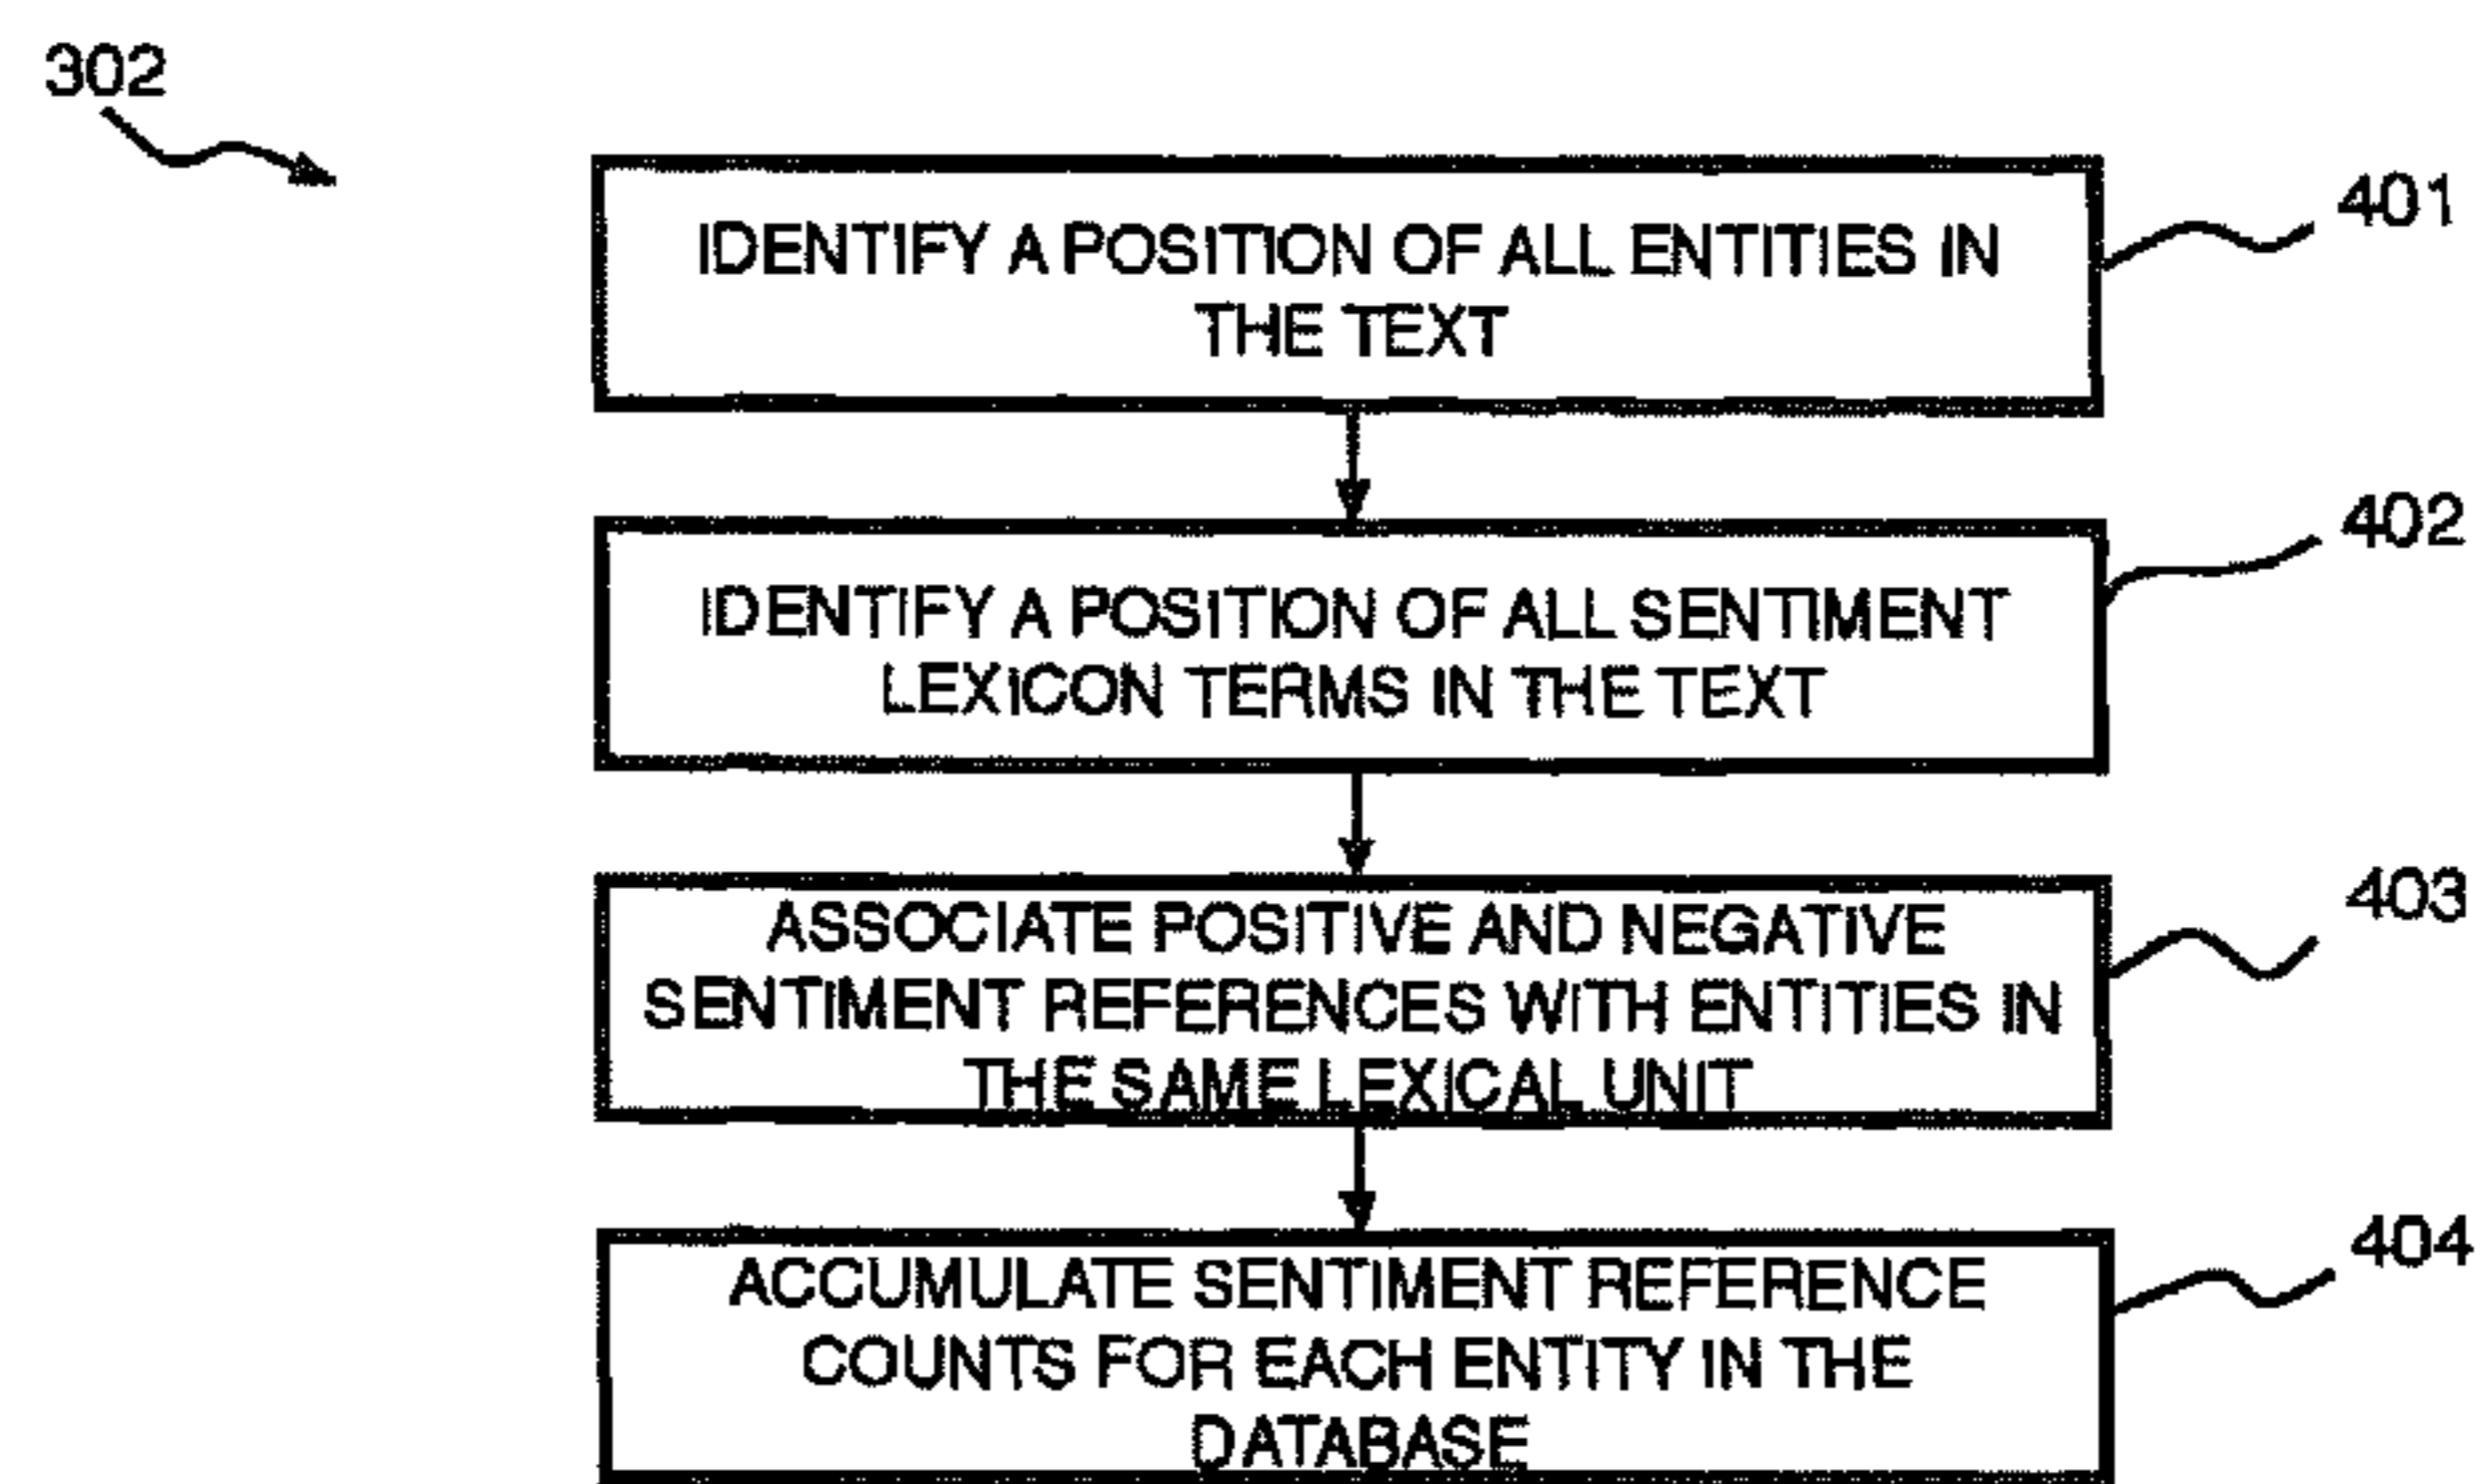 302
IDENTIFY A POSITION OF ALL ENTITIES IN
THE TEXT
401
IDENTIFY A POSITION OF ALL SENTIMENT
LEXICON TERMS IN THE TEXT
402
ASSOCIATE POSITIVE AND NEGATIVE
SENTIMENT REFERENCES WITH ENTITIES IN
THE SAME LEXICAL UNIT
403
ACCUMULATE SENTIMENT REFERENCE
COUNTS FOR EACH ENTITY IN THE
DATABASE
404